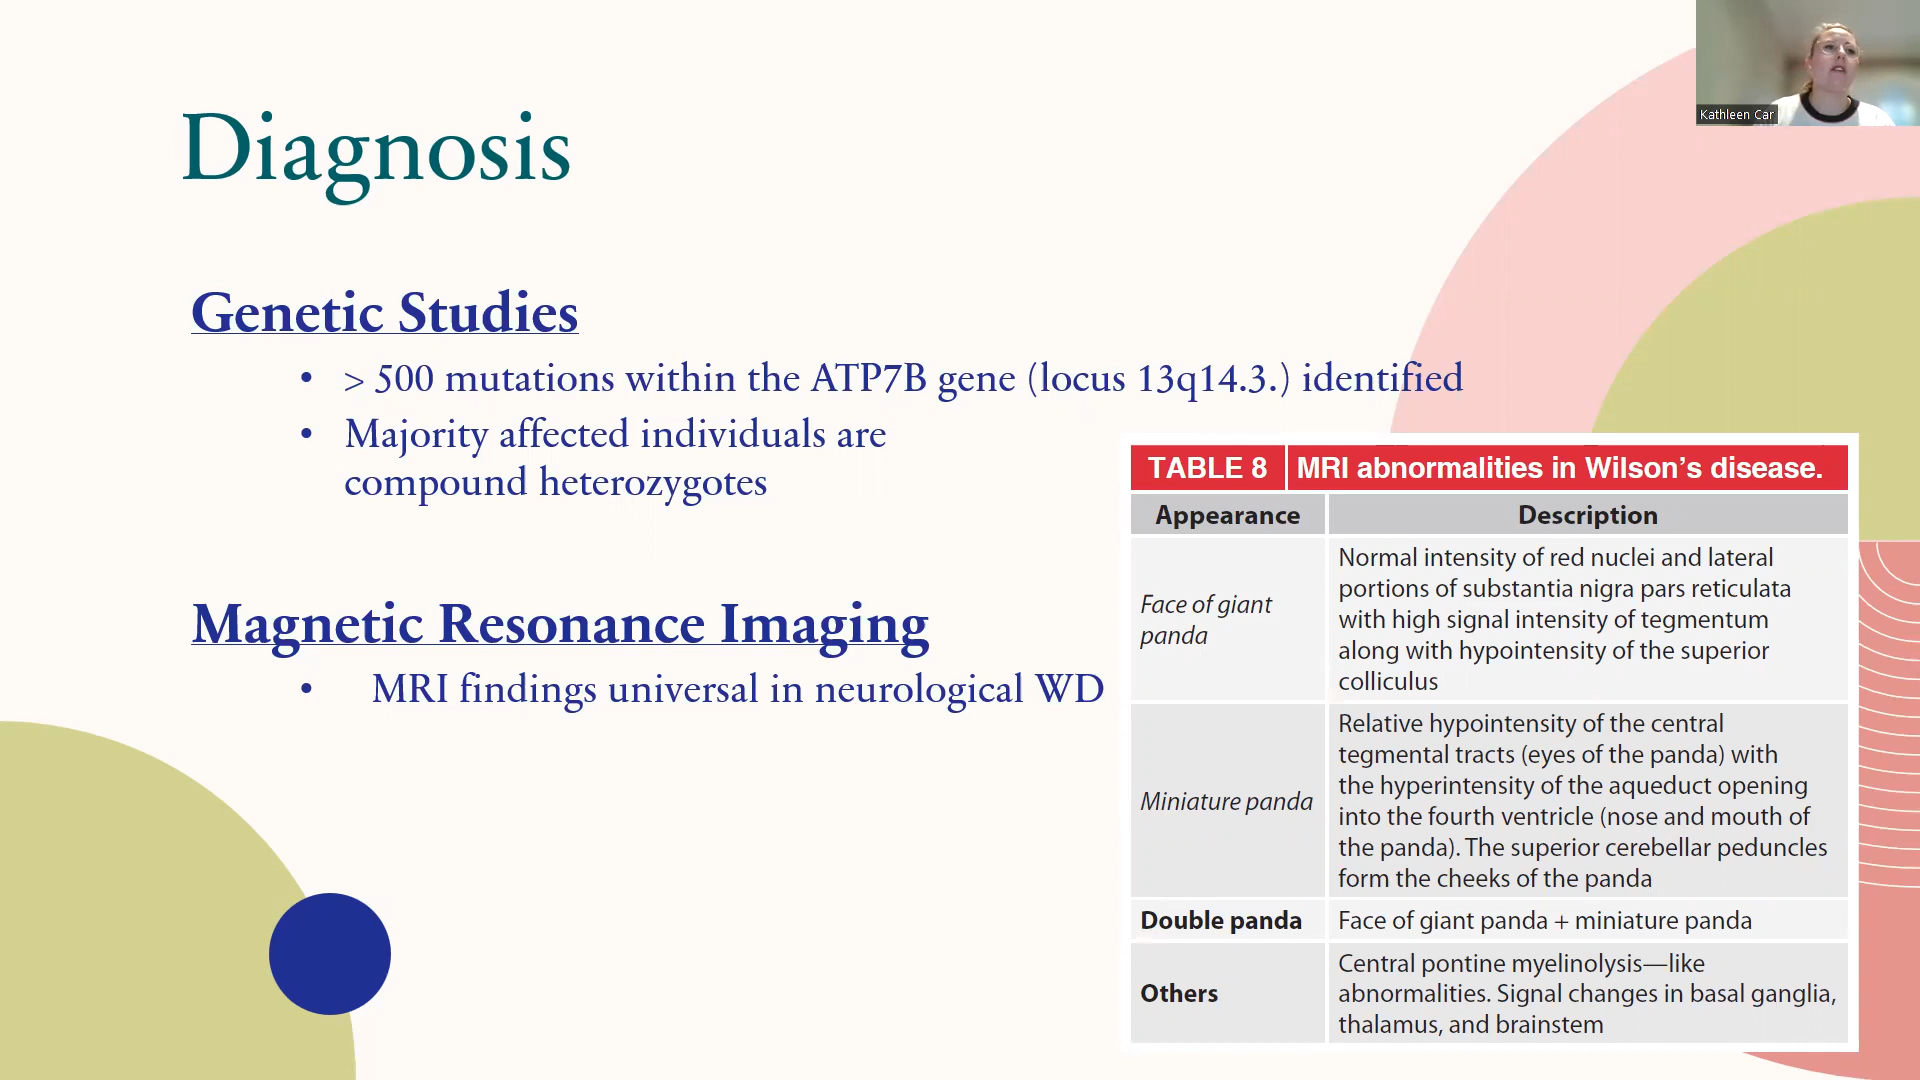 Kathleen Car
Diagnosis
Genetic Studies
• > 500 mutations within the ATP7B gene (locus 13q14.3.) identified
• Majority affected individuals are
compound heterozygotes
Magnetic Resonance Imaging
• MRI findings universal in neurological WD
TABLE 8 MRI abnormalities in Wilson’s disease.
Appearance Description
Face of giant
panda
Normal intensity of red nuclei and lateral
portions of substantia nigra pars reticulata
with high signal intensity of tegmentum
along with hypointensity of the superior
colliculus
Miniature panda
Relative hypointensity of the central
tegmental tracts (eyes of the panda) with
the hyperintensity of the aqueduct opening
into the fourth ventricle (nose and mouth of
the panda). The superior cerebellar peduncles
form the cheeks of the panda
Double panda Face of giant panda + miniature panda
Others
Central pontine myelinolysis—like
abnormalities. Signal changes in basal ganglia,
thalamus, and brainstem